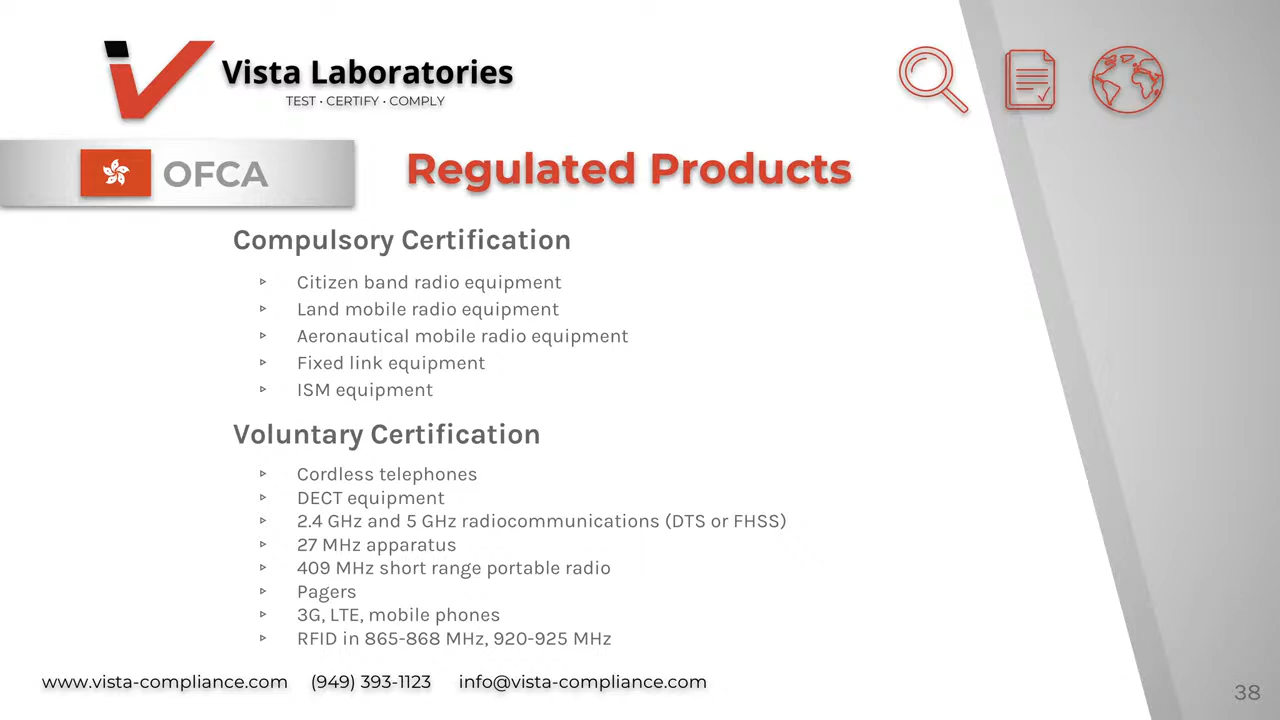 Vista Laboratories
TEST · CERTIFY · COMPLY
OFCA
Regulated Products
Compulsory Certification
Citizen band radio equipment
Land mobile radio equipment
Aeronautical mobile radio equipment
Fixed link equipment
ISM equipment
Voluntary Certification
Cordless telephones
DECT equipment
2.4 GHz and 5 GHz radiocommunications (DTS or FHSS)
27 MHz apparatus
409 MHz short range portable radio
Pagers
3G, LTE, mobile phones
RFID in 865-868 MHz, 920-925 MHz
www.vista-compliance.com (949) 393-1123 info@vista-compliance.com
38